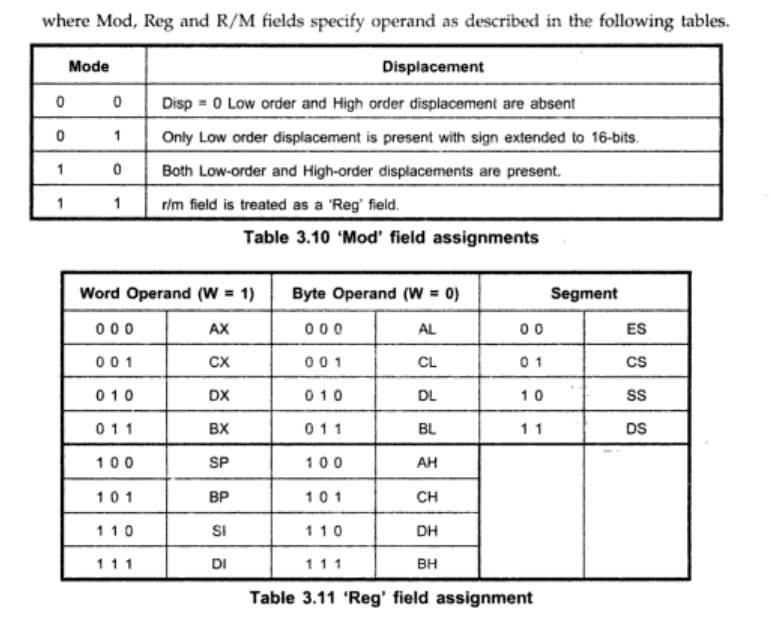 where Mod, Reg and R/M fields specify operand as described in the following tables.
Mode Displacement
0 0 Disp = 0 Low order and High order displacement are absent
0 1 Only Low order displacement is present with sign extended to 16-bits.
1 0 Both Low-order and High-order displacements are present.
1 1 r/m field is treated as a 'Reg' field.
Table 3.10 'Mod' field assignments
Word Operand (W = 1) Byte Operand (W = 0) Segment
0 0 0 AX 0 0 0 AL 0 0 ES
0 0 1 CX 0 0 1 CL 0 1 CS
0 1 0 DX 0 1 0 DL 1 0 SS
0 1 1 BX 0 1 1 BL 1 1 DS
1 0 0 SP 1 0 0 AH
1 0 1 BP 1 0 1 CH
1 1 0 SI 1 1 0 DH
1 1 1 DI 1 1 1 BH
Table 3.11 'Reg' field assignment